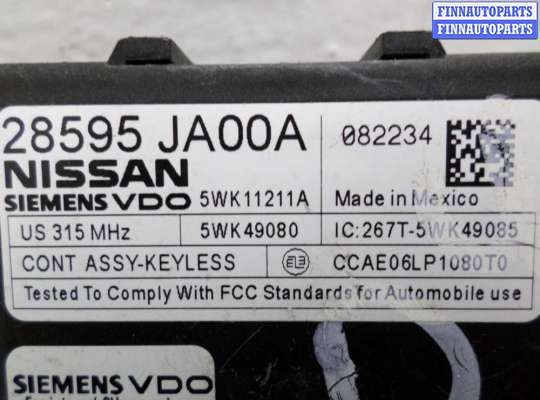 FINNAUTOPARTS
FINNAUTOPARTS
28595 JA00A 082234
NISSAN
SIEMENS VDO 5WK11211A Made in Mexico
US 315 MHz 5WK49080 IC:267T-5WK49085
CONT ASSY-KEYLESS CCAE06LP1080T0
Tested To Comply With FCC Standards for Automobile use
SIEMENS VDO